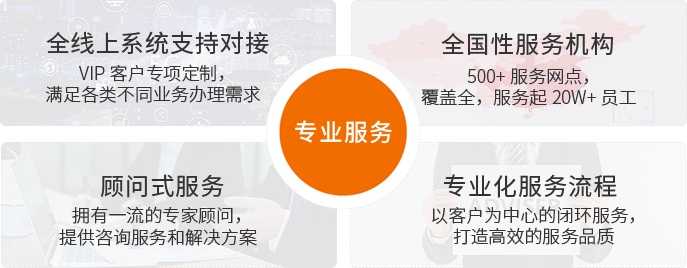 全线上系统支持对接
VIP 客户专项定制，
满足各类不同业务办理需求
全国性服务机构
500+ 服务网点，
覆盖全，服务起 20W+ 员工
专业服务
顾问式服务
拥有一流的专家顾问，
提供咨询服务和解决方案
专业化服务流程
ADVISER
以客户为中心的闭环服务，
打造高效的服务品质